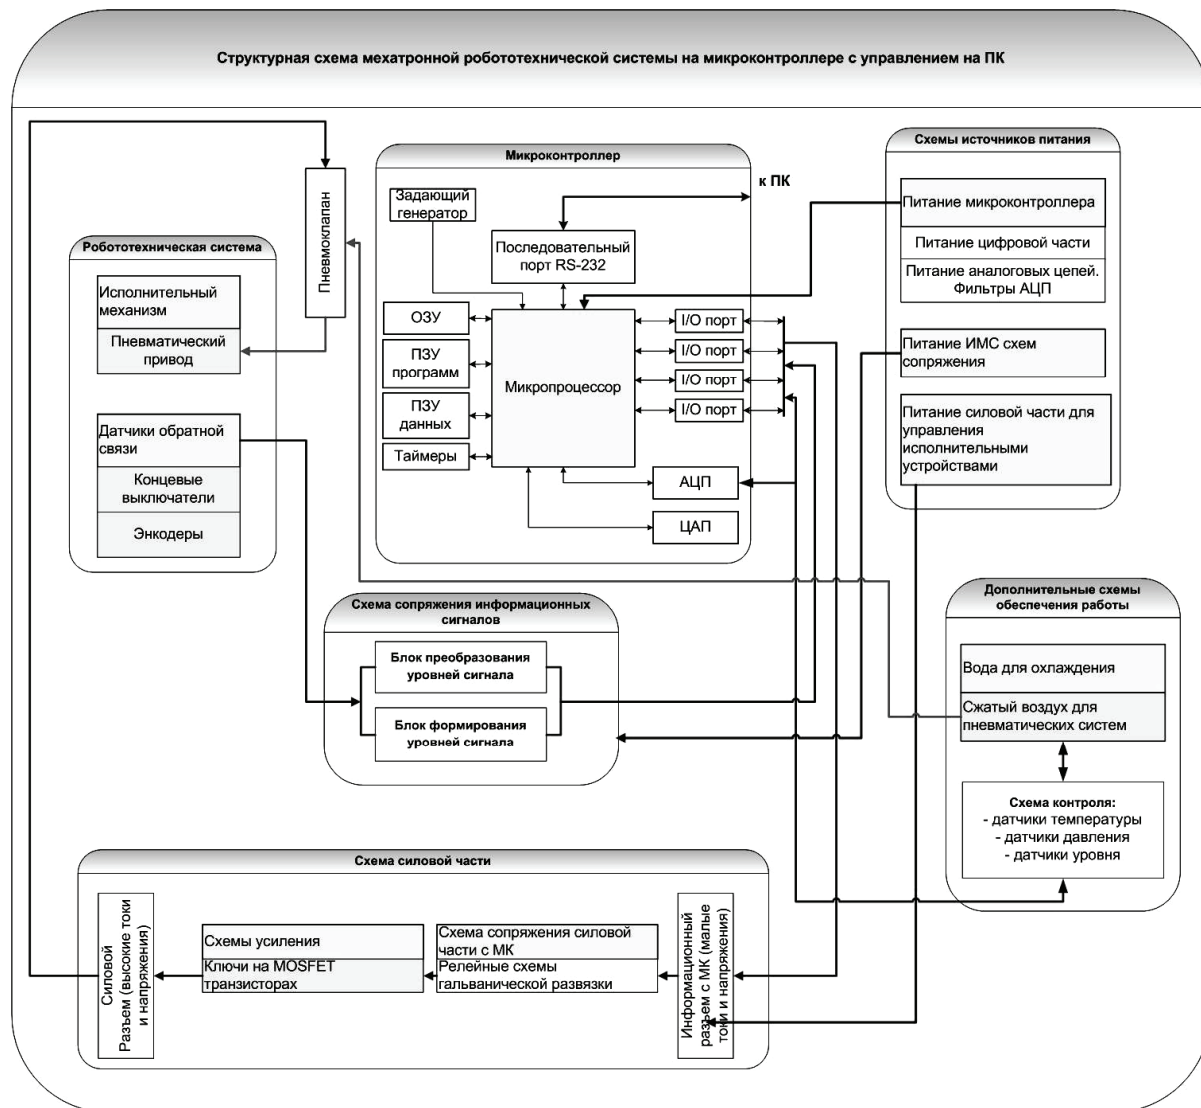 Структурная схема мехатронной робототехнической системы на микроконтроллере с управлением на ПК
Пневмоклапан
Робототехническая система
Исполнительный
механизм
Пневматический
привод
Датчики обратной
связи
Концевые
выключатели
Энкодеры
Микроконтроллер
Задающий
генератор
к ПК
Последовательный
порт RS-232
ОЗУ
ПЗУ
программ
ПЗУ
данных
Таймеры
Микропроцессор
I/O порт
I/O порт
I/O порт
I/O порт
АЦП
ЦАП
Схемы источников питания
Питание микроконтроллера
Питание цифровой части
Питание аналоговых цепей.
Фильтры АЦП
Питание ИМС схем
сопряжения
Питание силовой части для
управления
исполнительными
устройствами
Схема сопряжения информационных
сигналов
Блок преобразования
уровней сигнала
Блок формирования
уровней сигнала
Дополнительные схемы
обеспечения работы
Вода для охлаждения
Сжатый воздух для
пневматических систем
Схема контроля:
- датчики температуры
- датчики давления
- датчики уровня
Схема силовой части
Силовой
Разъем (высокие токи
и напряжения)
Схемы усиления
Ключи на MOSFET
транзисторах
Схема сопряжения силовой
части с МК
Релейные схемы
гальванической развязки
Информационный
разъем с МК (малые
токи и напряжения)